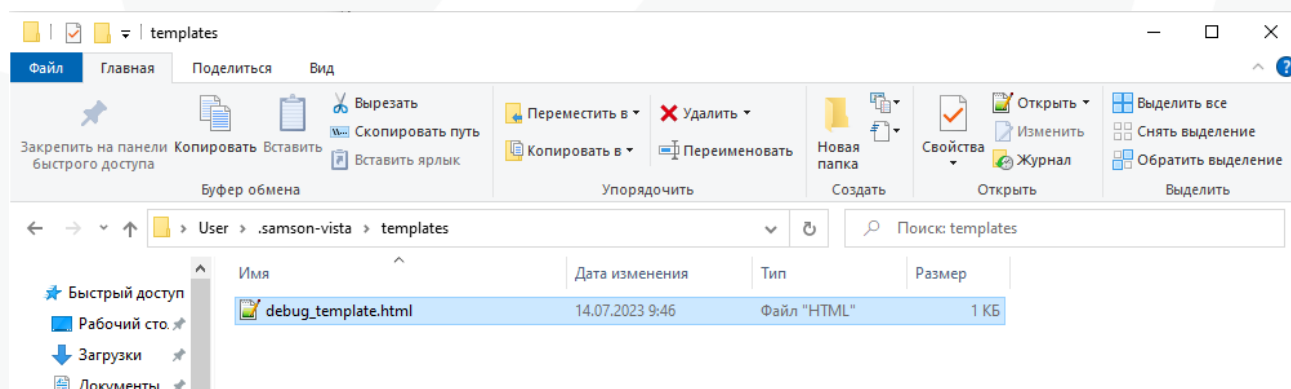 templates
Файл Главная Поделиться Вид
Закрепить на панели быстрого доступа
Копировать
Вставить
Вырезать
Скопировать путь
Вставить ярлык
Буфер обмена
Переместить в
Копировать в
Удалить
Переименовать
Упорядочить
Новая папка
Создать
Свойства
Открыть
Изменить
Журнал
Открыть
Выделить все
Снять выделение
Обратить выделение
Выделить
User > .samson-vista > templates
Поиск: templates
Имя Дата изменения Тип Размер
debug_template.html 14.07.2023 9:46 Файл "HTML" 1 КБ
Быстрый доступ
Рабочий сто.
Загрузки
Документы